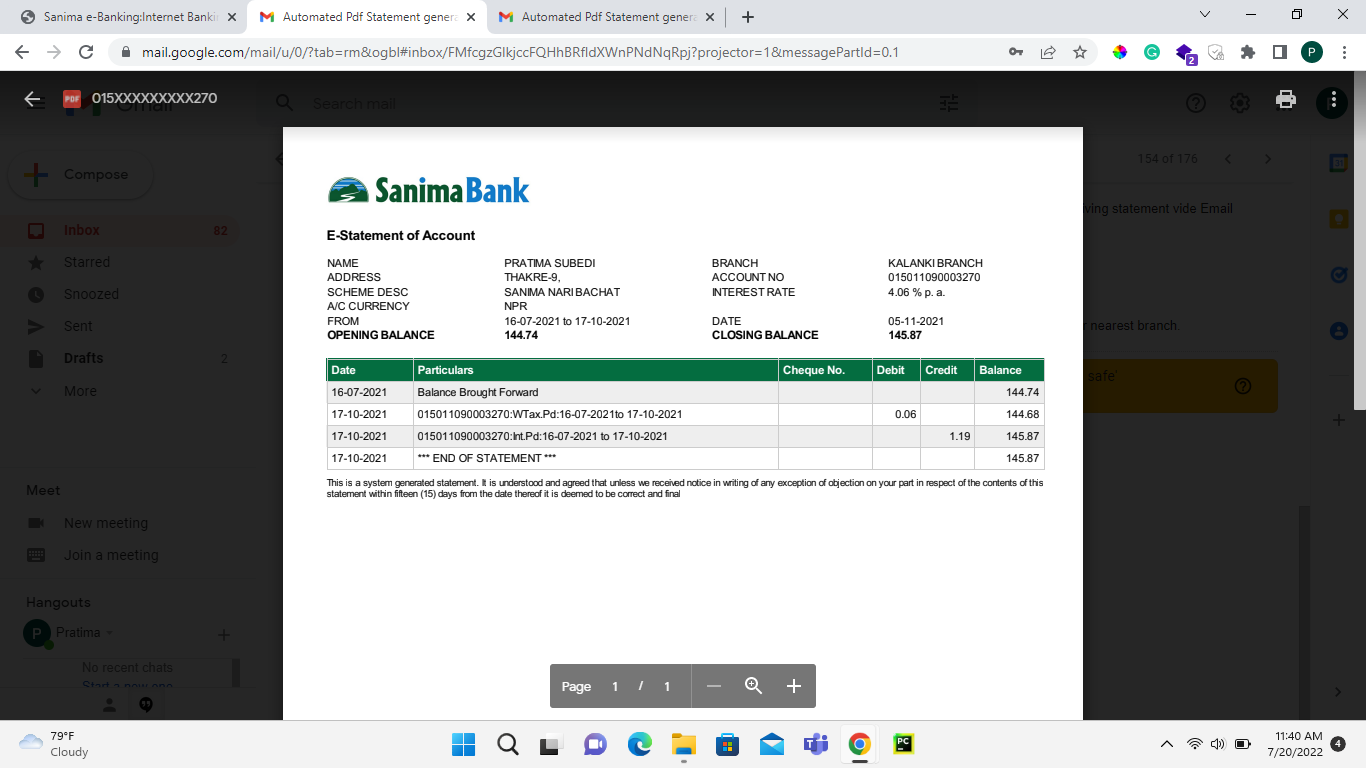 Sanima e-Banking:Internet Banki
Automated Pdf Statement genera
Automated Pdf Statement genera
mail.google.com/mail/u/0/?tab=rm&ogbl#inbox/FMfcgzGlkjccFQHhBRfldXWnPNdNqRpj?projector=1&messagePartId=0.1
2
P
PDF
015XXXXXXXXXX270
Gmail
Search mail
Compose
154 of 176
Inbox 82
Starred
Snoozed
Sent
Drafts 2
More
Meet
New meeting
Join a meeting
Hangouts
P Pratima
No recent chats
Start a new one
ving statement vide Email
r nearest branch.
safe'
31
Sanima Bank
E-Statement of Account
NAME PRATIMA SUBEDI BRANCH KALANKI BRANCH
ADDRESS THAKRE-9, ACCOUNT NO 015011090003270
SCHEME DESC SANIMA NARI BACHAT INTEREST RATE 4.06 % p. a.
A/C CURRENCY NPR
FROM 16-07-2021 to 17-10-2021 DATE 05-11-2021
OPENING BALANCE 144.74 CLOSING BALANCE 145.87
Date Particulars Cheque No. Debit Credit Balance
16-07-2021 Balance Brought Forward 144.74
17-10-2021 015011090003270:WTax.Pd:16-07-2021to 17-10-2021 0.06 144.68
17-10-2021 015011090003270:Int.Pd:16-07-2021 to 17-10-2021 1.19 145.87
17-10-2021 *** END OF STATEMENT *** 145.87
This is a system generated statement. It is understood and agreed that unless we received notice in writing of any exception of objection on your part in respect of the contents of this
statement within fifteen (15) days from the date thereof it is deemed to be correct and final
Page 1 / 1
79°F
Cloudy
PC
11:40 AM
7/20/2022
4